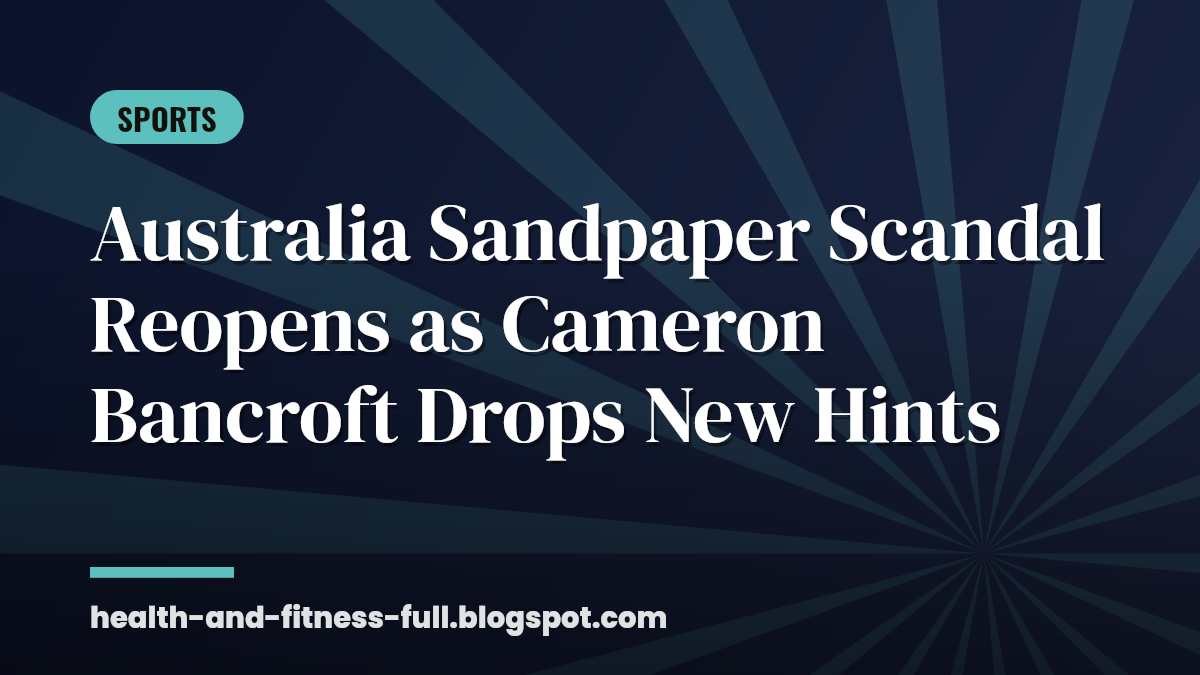 SPORTS
Australia Sandpaper Scandal
Reopens as Cameron
Bancroft Drops New Hints
health-and-fitness-full.blogspot.com